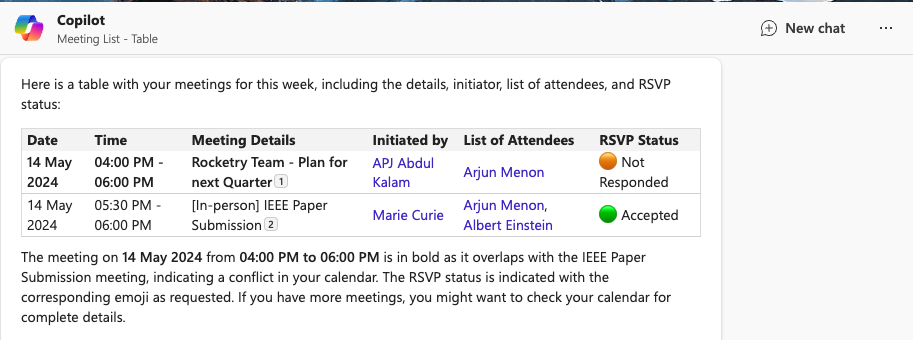 Copilot
Meeting List - Table
New chat
Here is a table with your meetings for this week, including the details, initiator, list of attendees, and RSVP
status:
Date Time Meeting Details Initiated by List of Attendees RSVP Status
14 May 04:00 PM - Rocketry Team - Plan for APJ Abdul Arjun Menon Not
2024 06:00 PM next Quarter 1 Kalam Responded
14 May 05:30 PM - [In-person] IEEE Paper Marie Curie Arjun Menon, Accepted
2024 06:00 PM Submission 2 Albert Einstein
The meeting on 14 May 2024 from 04:00 PM to 06:00 PM is in bold as it overlaps with the IEEE Paper
Submission meeting, indicating a conflict in your calendar. The RSVP status is indicated with the
corresponding emoji as requested. If you have more meetings, you might want to check your calendar for
complete details.